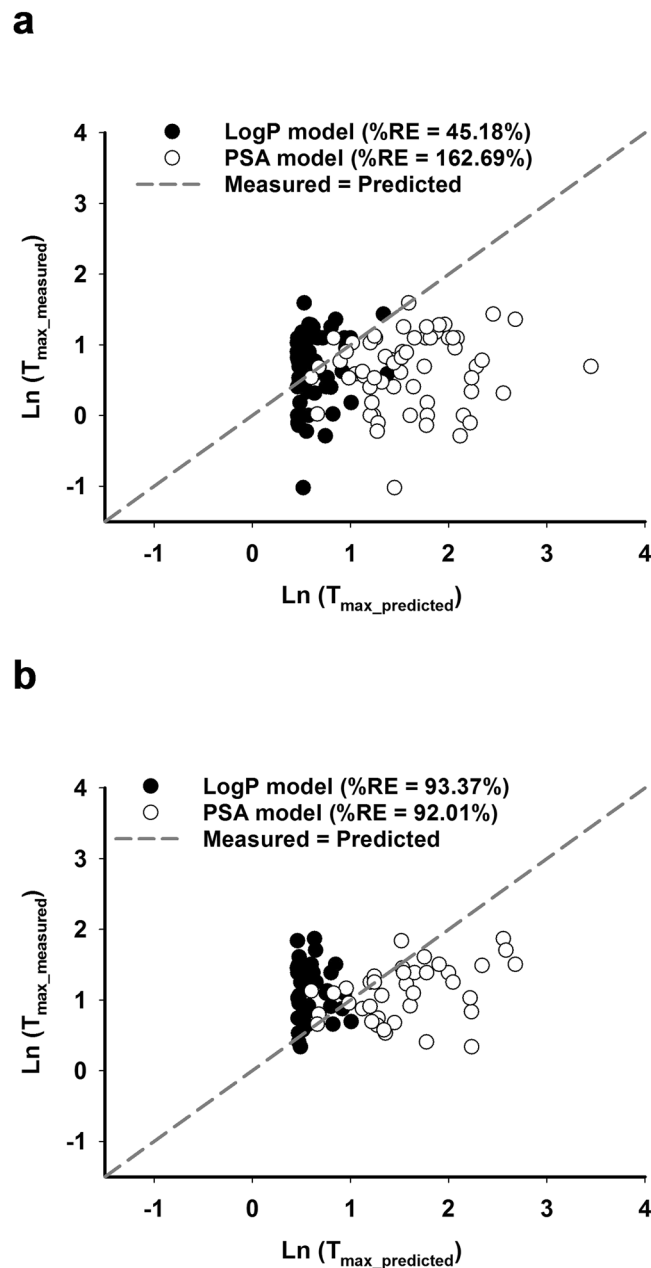 a
4
3
2
1
0
-1
Ln (Tmax_measured)
LogP model (%RE = 45.18%)
PSA model (%RE = 162.69%)
Measured = Predicted
-1 0 1 2 3 4
Ln (Tmax_predicted)
b
4
3
2
1
0
-1
Ln (Tmax_measured)
LogP model (%RE = 93.37%)
PSA model (%RE = 92.01%)
Measured = Predicted
-1 0 1 2 3 4
Ln (Tmax_predicted)